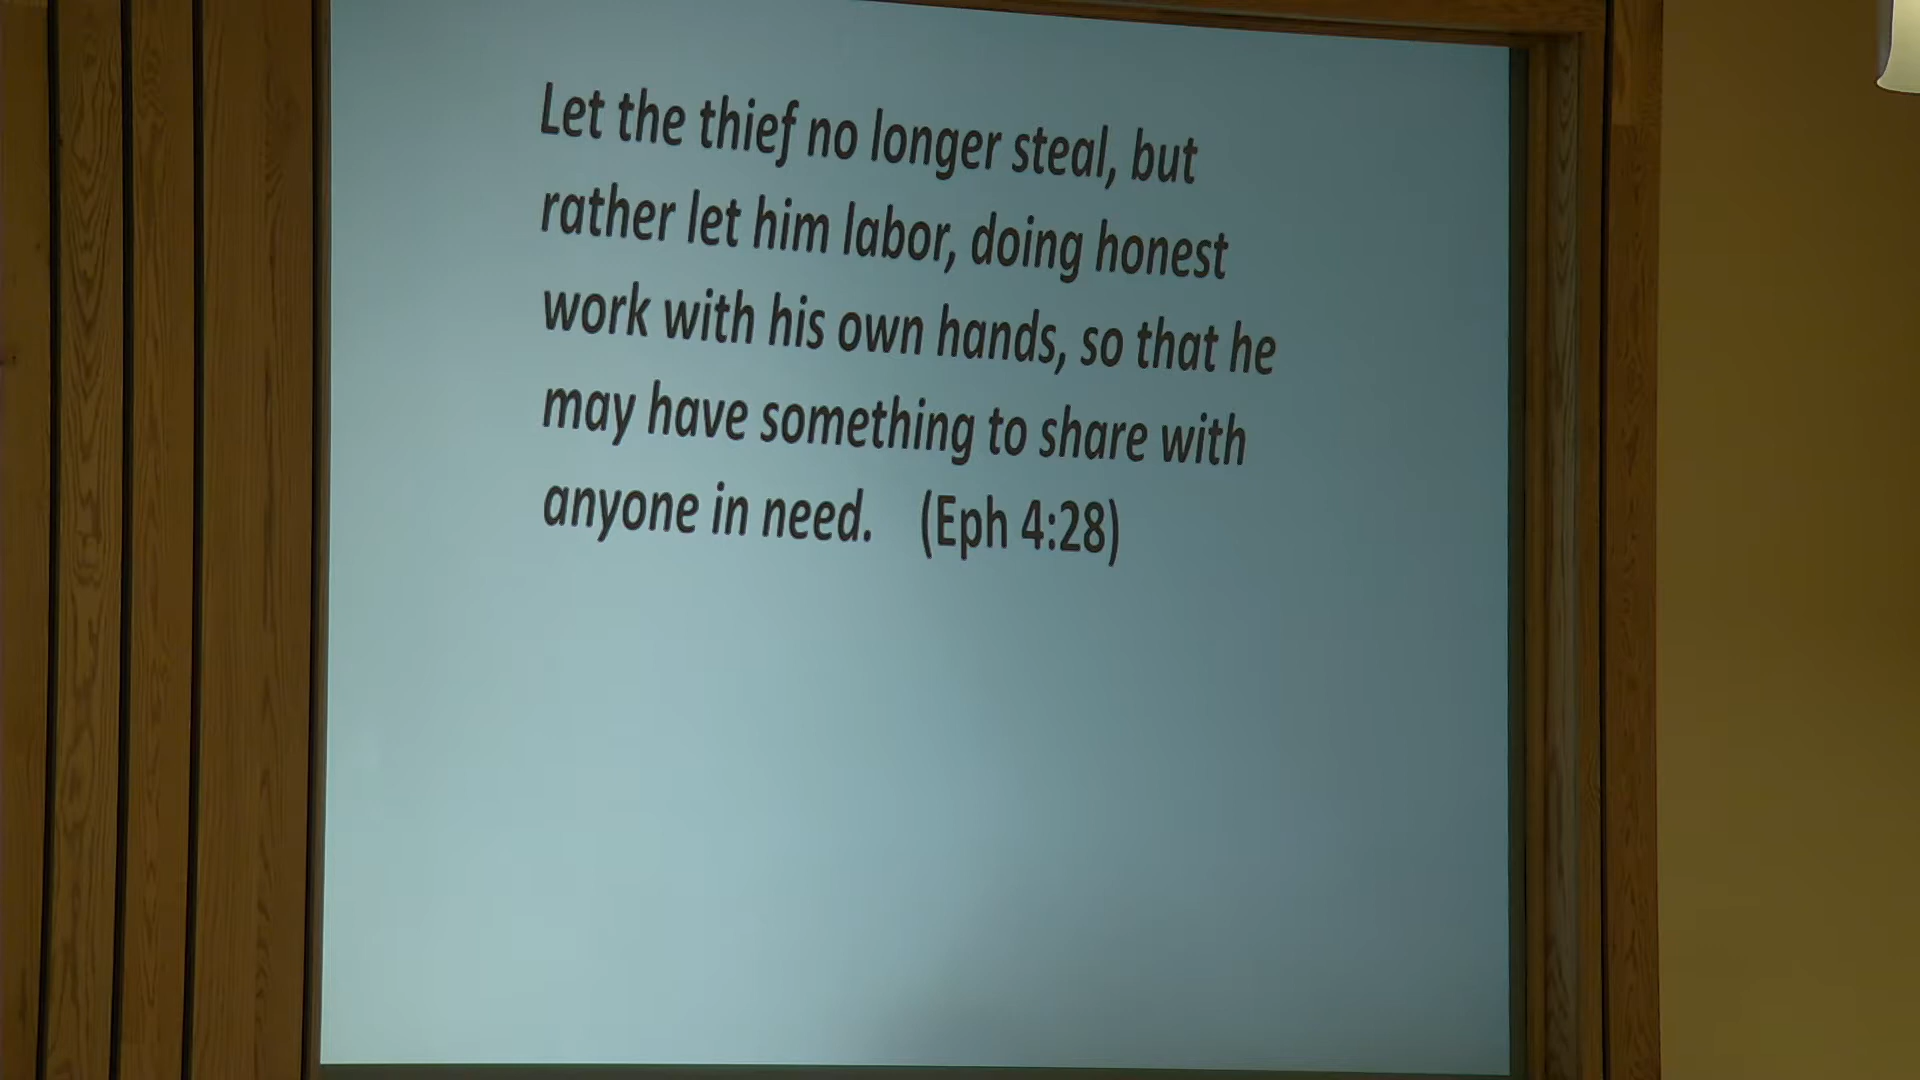 Let the thief no longer steal, but
rather let him labor, doing honest
work with his own hands, so that he
may have something to share with
anyone in need. (Eph 4:28)